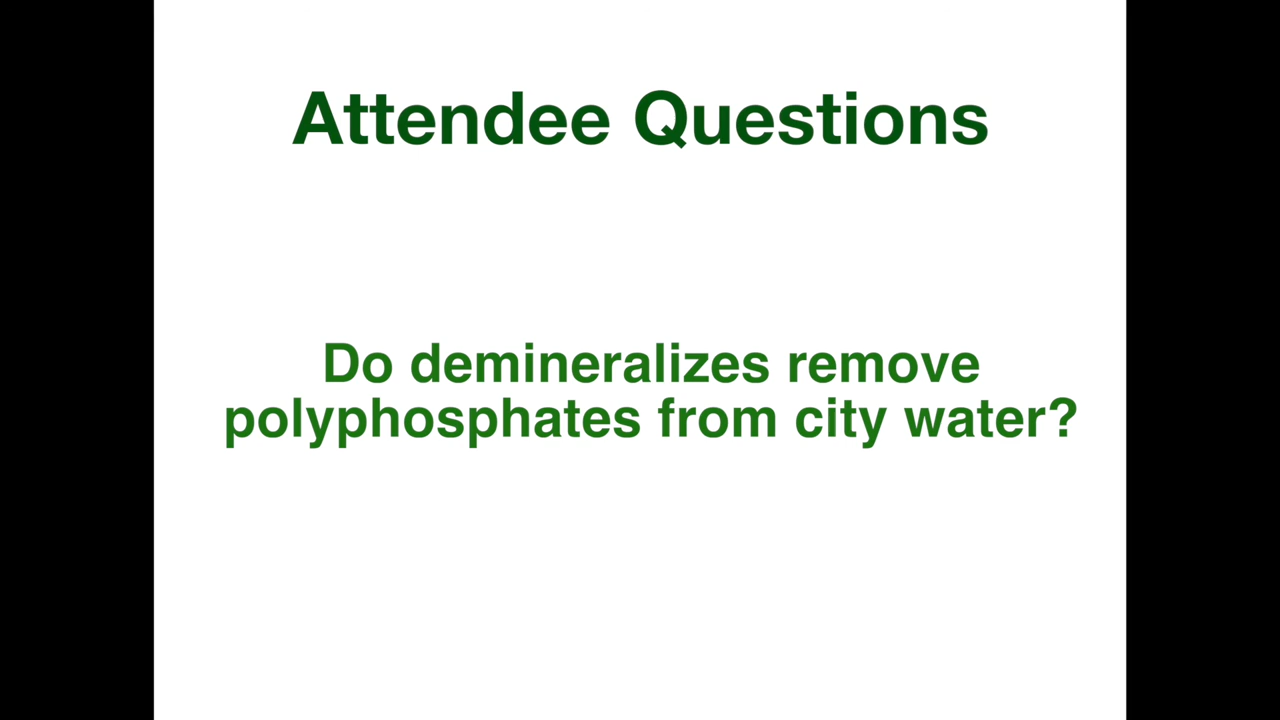 Attendee Questions
Do demineralizes remove
polyphosphates from city water?